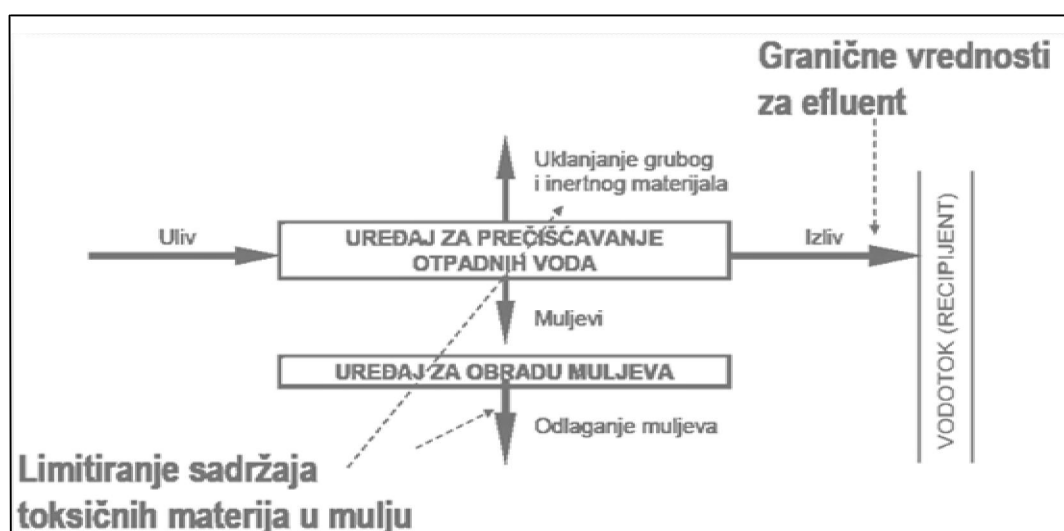 Granične vrednosti
za efluent
Uklanjanje grubog
i inertnog materijala
Uliv
UREĐAJ ZA PREČIŠĆAVANJE
OTPADNIH VODA
Izliv
Muljevi
UREĐAJ ZA OBRADU MULJEVA
Odlaganje muljeva
VODOTOK (RECIPIJENT)
Limitiranje sadržaja
toksičnih materija u mulju